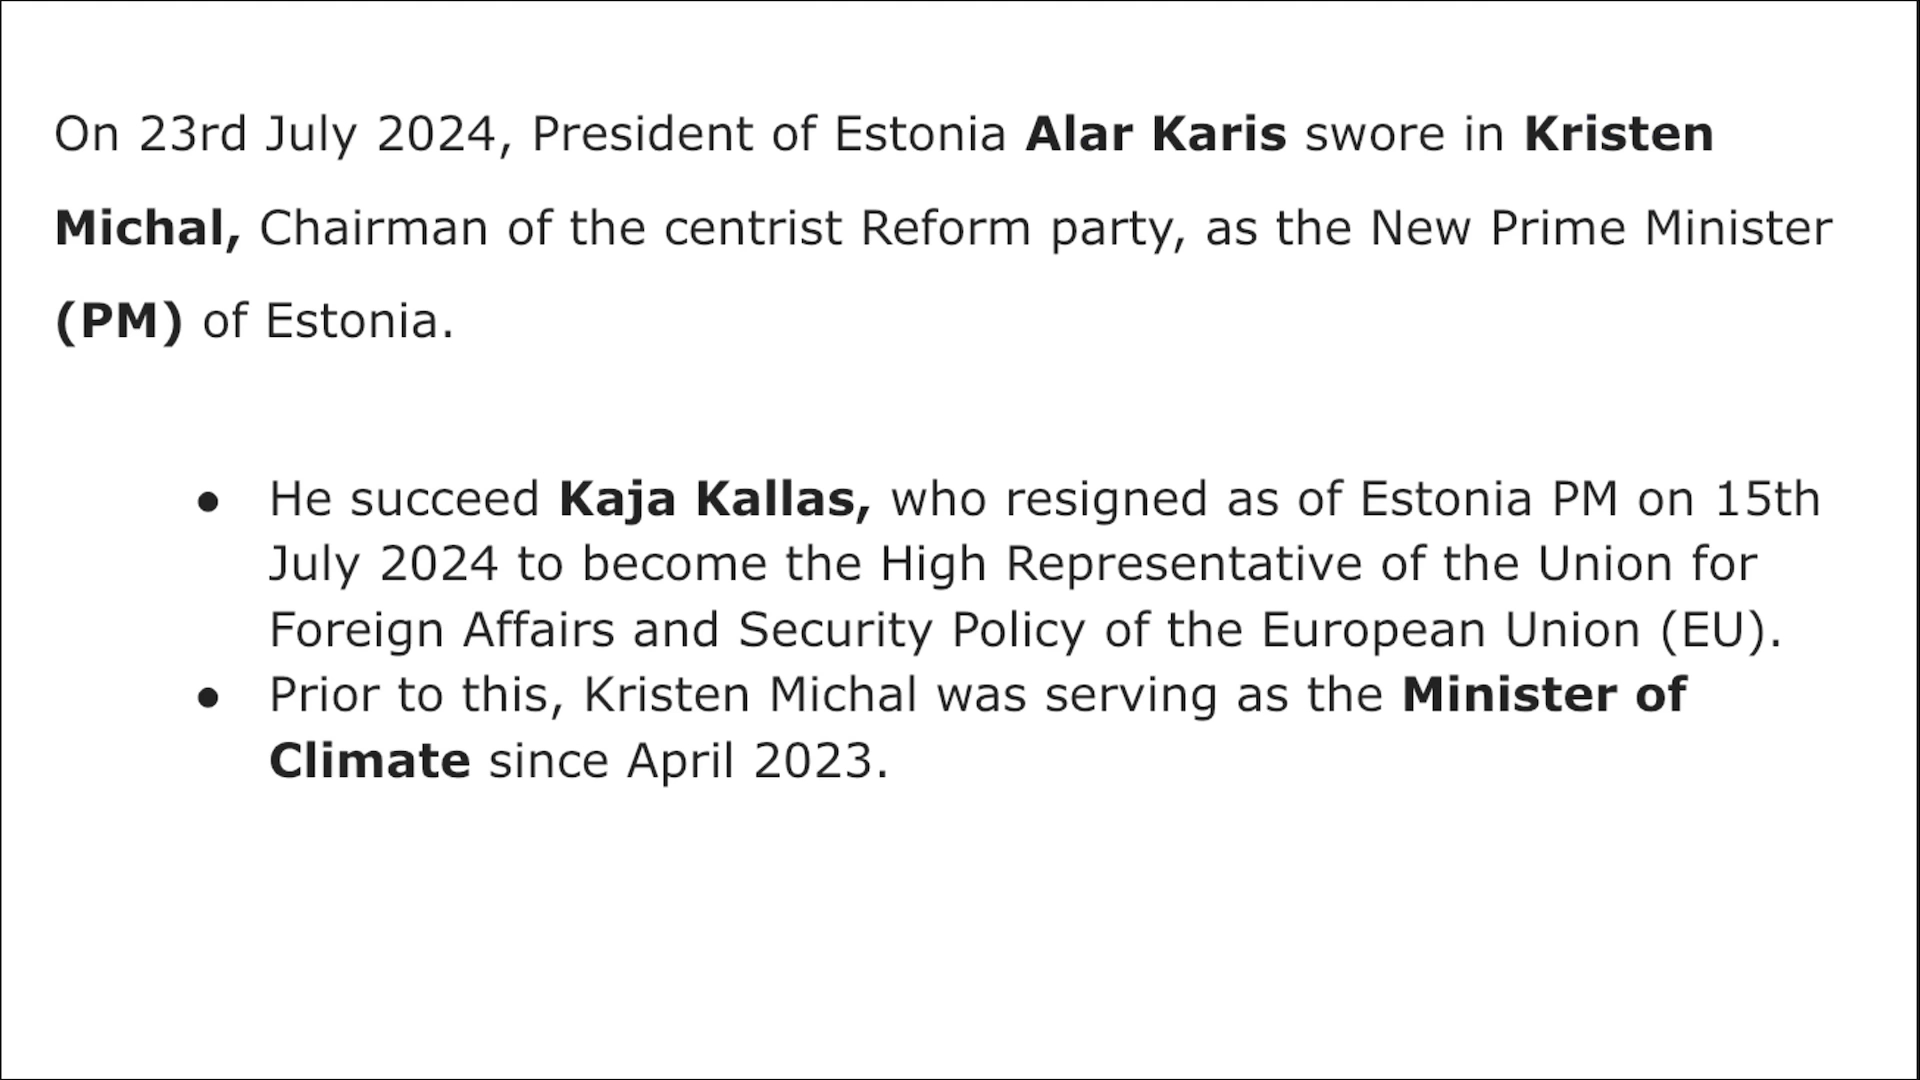 On 23rd July 2024, President of Estonia Alar Karis swore in Kristen
Michal, Chairman of the centrist Reform party, as the New Prime Minister
(PM) of Estonia.
● He succeed Kaja Kallas, who resigned as of Estonia PM on 15th
July 2024 to become the High Representative of the Union for
Foreign Affairs and Security Policy of the European Union (EU).
● Prior to this, Kristen Michal was serving as the Minister of
Climate since April 2023.